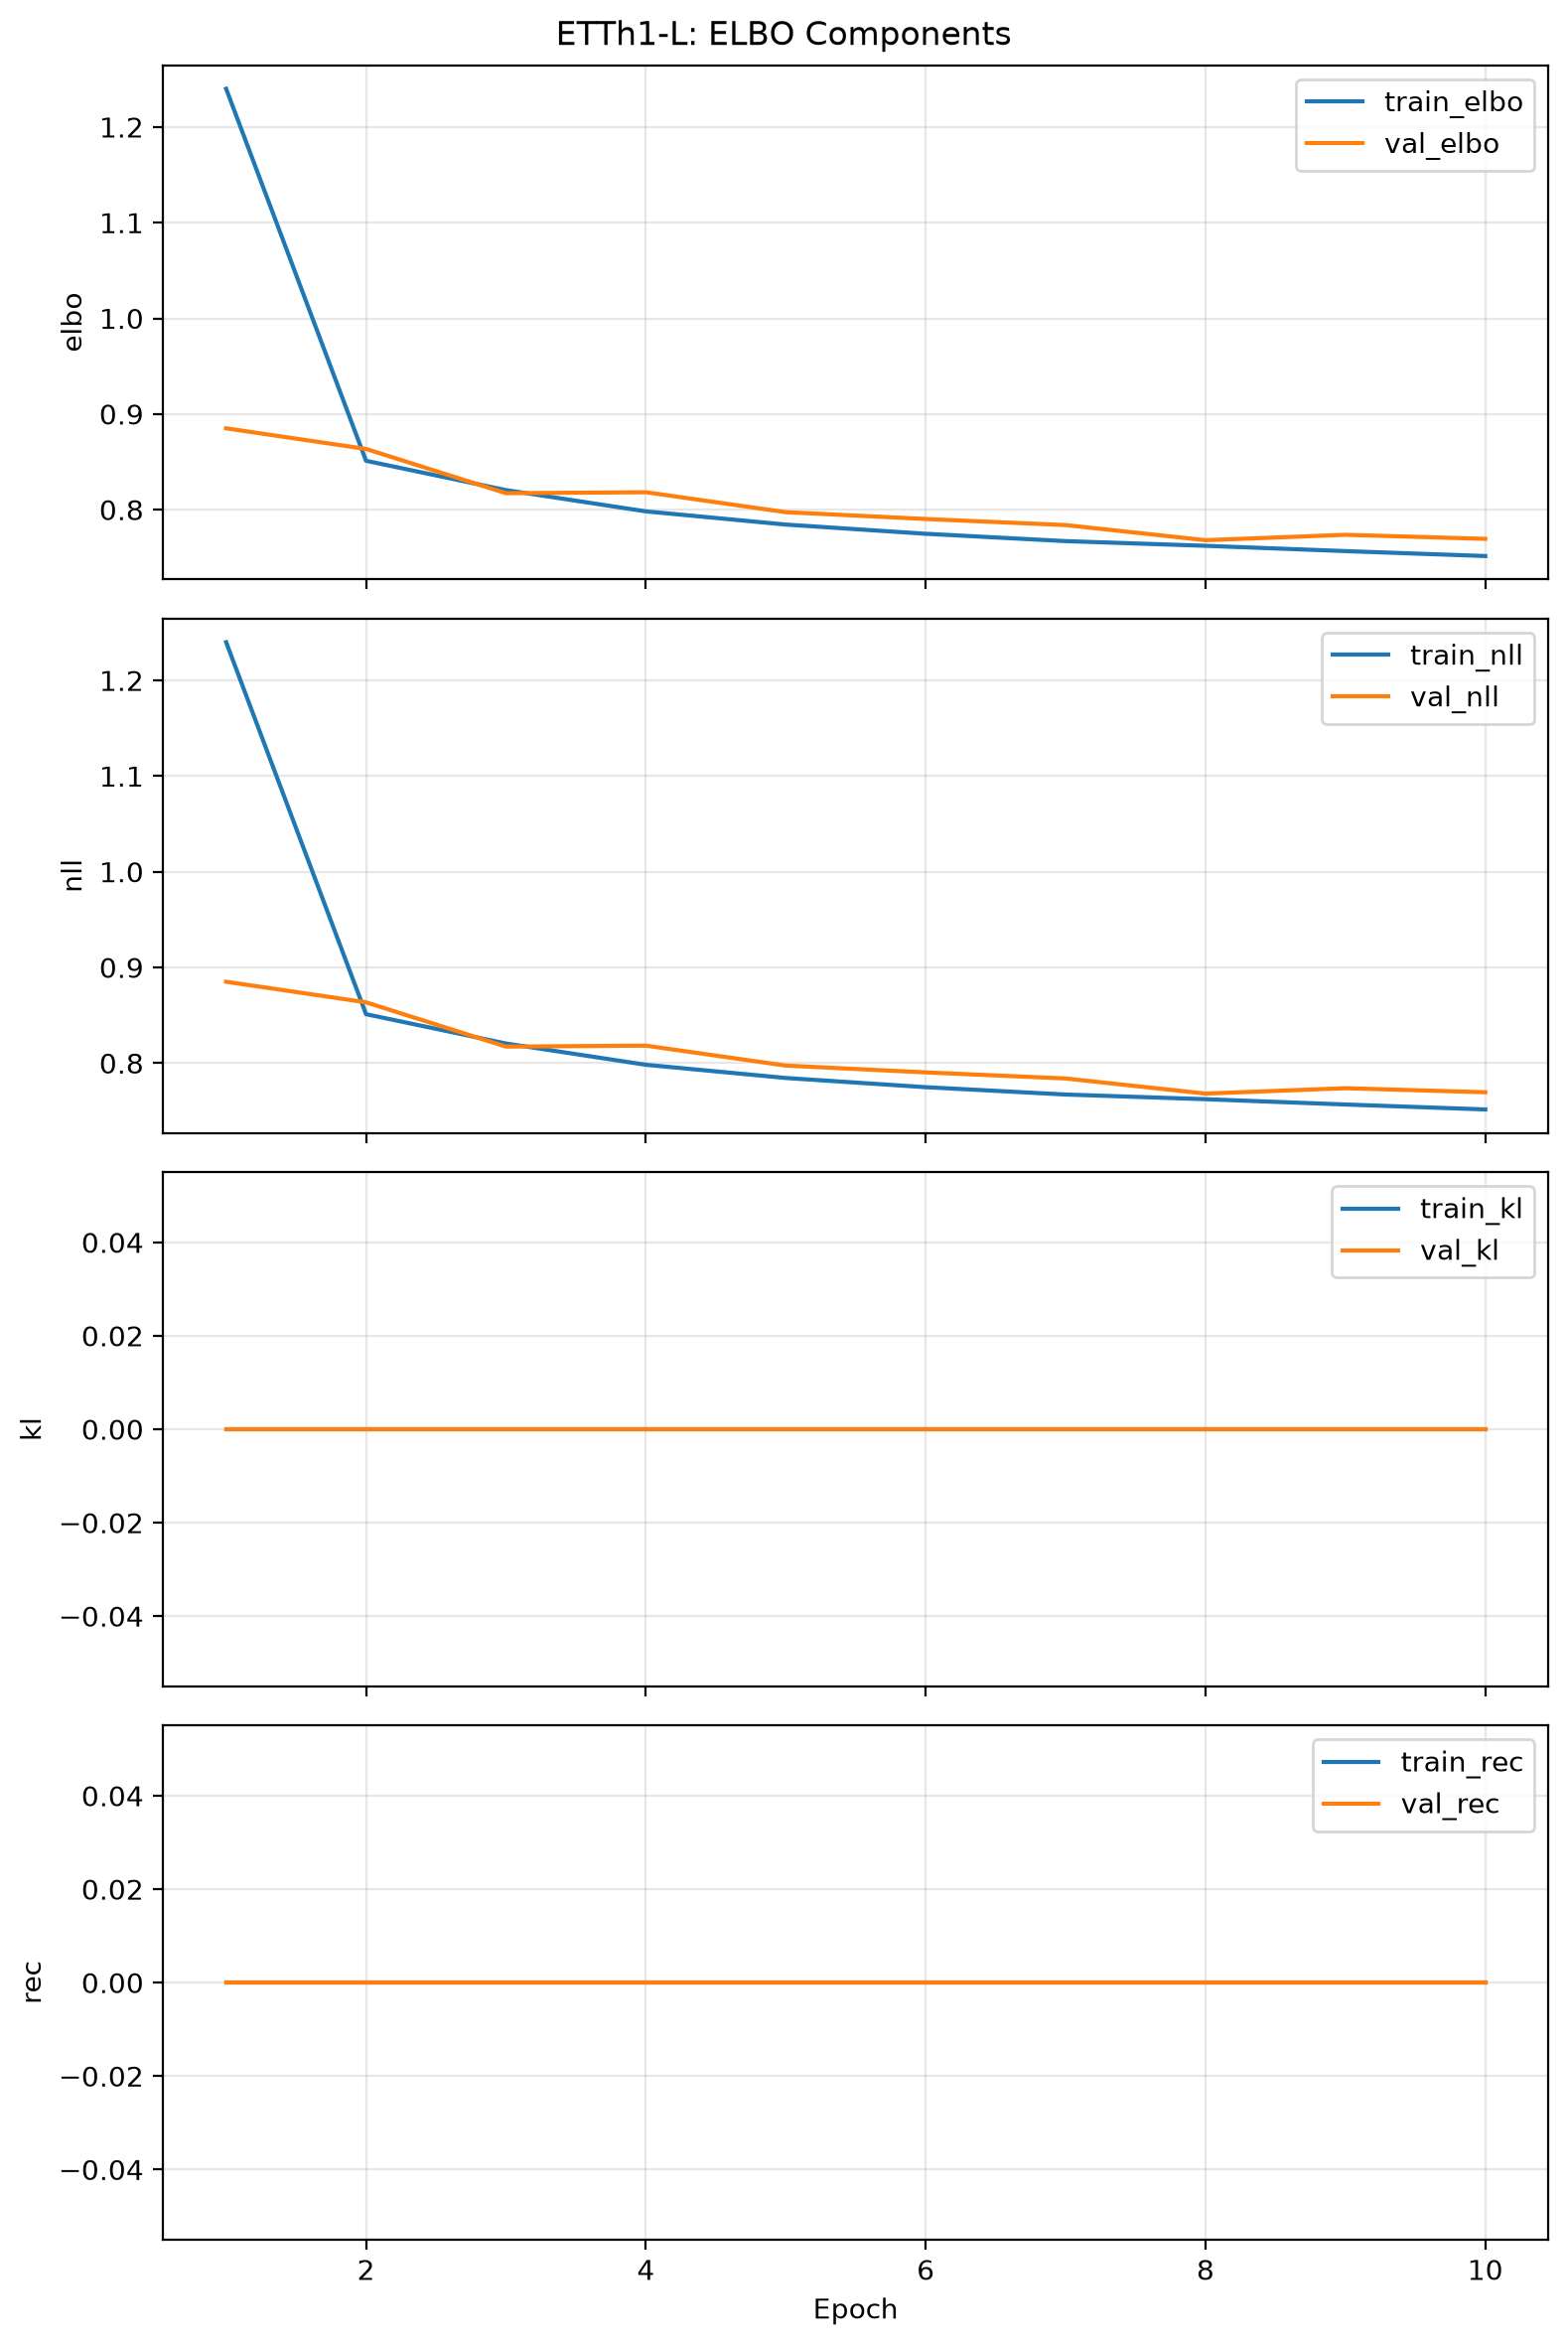 ETTh1-L: ELBO Components
train_elbo
val_elbo
1.2
1.1
1.0
0.9
0.8
elbo
train_nll
val_nll
1.2
1.1
1.0
0.9
0.8
nll
train_kl
val_kl
0.04
0.02
0.00
−0.02
−0.04
kl
train_rec
val_rec
0.04
0.02
0.00
−0.02
−0.04
rec
2 4 6 8 10
Epoch